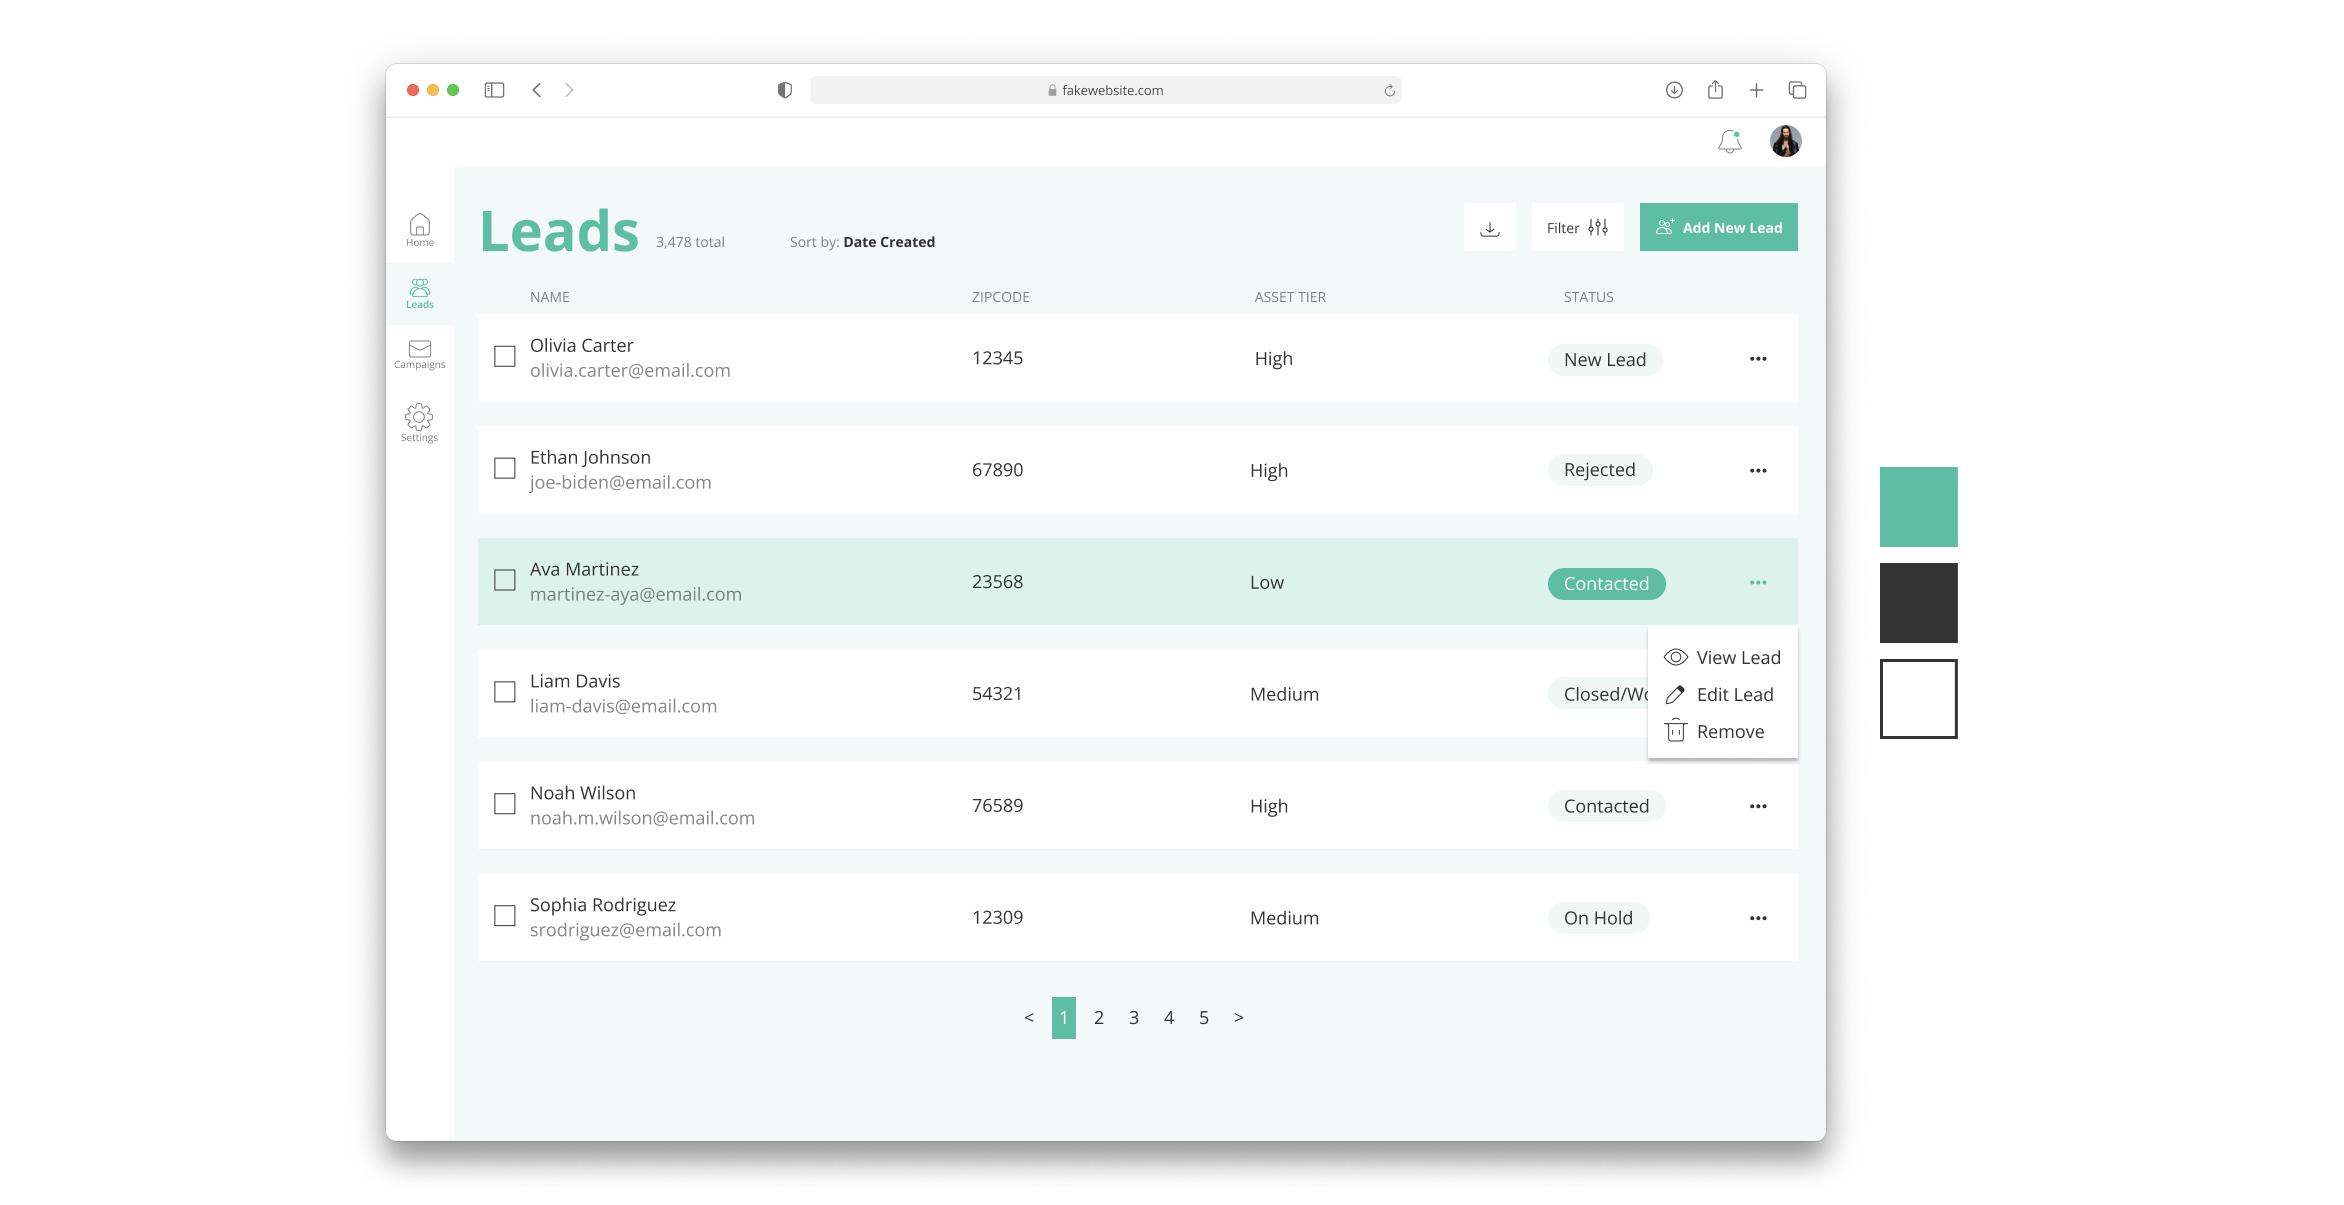 fakewebsite.com
Home
Leads
Campaigns
Settings
Leads 3,478 total Sort by: Date Created
Filter
Add New Lead
NAME ZIPCODE ASSET TIER STATUS
Olivia Carter
olivia.carter@email.com
12345 High New Lead
Ethan Johnson
joe-biden@email.com
67890 High Rejected
Ava Martinez
martinez-aya@email.com
23568 Low Contacted
View Lead
Edit Lead
Remove
Liam Davis
liam-davis@email.com
54321 Medium Closed/Wo
Noah Wilson
noah.m.wilson@email.com
76589 High Contacted
Sophia Rodriguez
srodriguez@email.com
12309 Medium On Hold
< 1 2 3 4 5 >